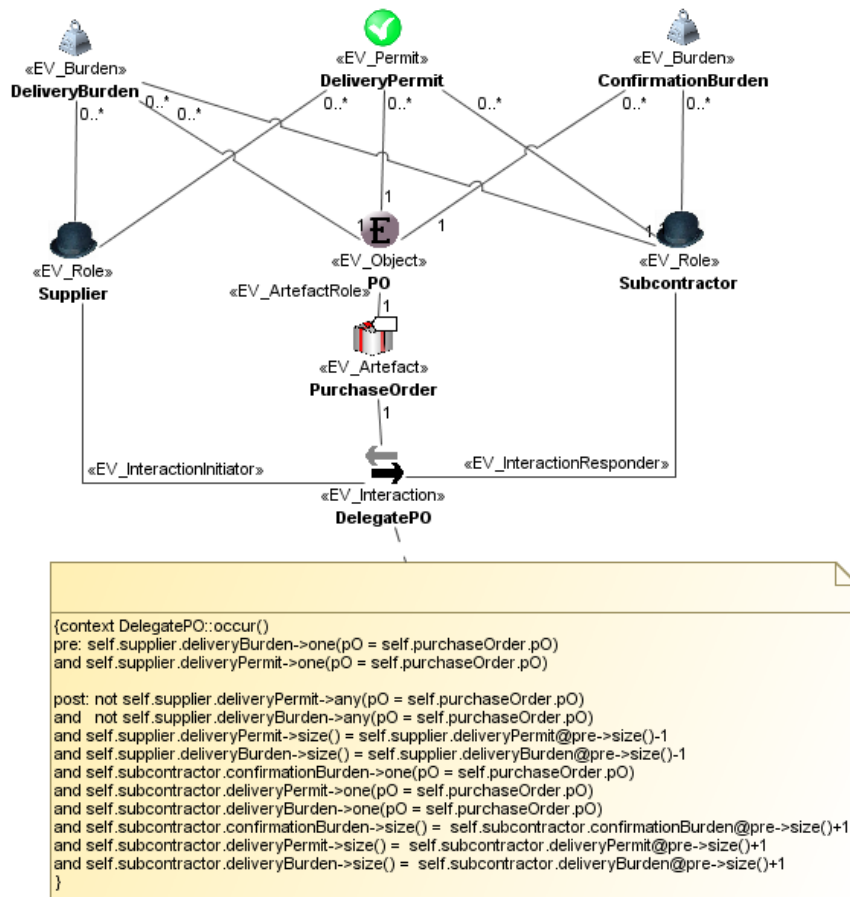 «EV_Burden»
DeliveryBurden
«EV_Permit»
DeliveryPermit
«EV_Burden»
ConfirmationBurden
0..*
0..*
0..*
0..*
0..*
0..*
0..*
0..*
1
1
1
1
1
E
«EV_Role»
Supplier
«EV_Object»
PO
«EV_Role»
Subcontractor
«EV_ArtefactRole»
1
«EV_Artefact»
PurchaseOrder
1
«EV_InteractionInitiator»
«EV_InteractionResponder»
«EV_Interaction»
DelegatePO
{context DelegatePO::occur()
pre: self.supplier.deliveryBurden->one(pO = self.purchaseOrder.pO)
and self.supplier.deliveryPermit->one(pO = self.purchaseOrder.pO)
post: not self.supplier.deliveryPermit->any(pO = self.purchaseOrder.pO)
and not self.supplier.deliveryBurden->any(pO = self.purchaseOrder.pO)
and self.supplier.deliveryPermit->size() = self.supplier.deliveryPermit@pre->size()-1
and self.supplier.deliveryBurden->size() = self.supplier.deliveryBurden@pre->size()-1
and self.subcontractor.confirmationBurden->one(pO = self.purchaseOrder.pO)
and self.subcontractor.deliveryPermit->one(pO = self.purchaseOrder.pO)
and self.subcontractor.deliveryBurden->one(pO = self.purchaseOrder.pO)
and self.subcontractor.confirmationBurden->size() = self.subcontractor.confirmationBurden@pre->size()+1
and self.subcontractor.deliveryPermit->size() = self.subcontractor.deliveryPermit@pre->size()+1
and self.subcontractor.deliveryBurden->size() = self.subcontractor.deliveryBurden@pre->size()+1
}